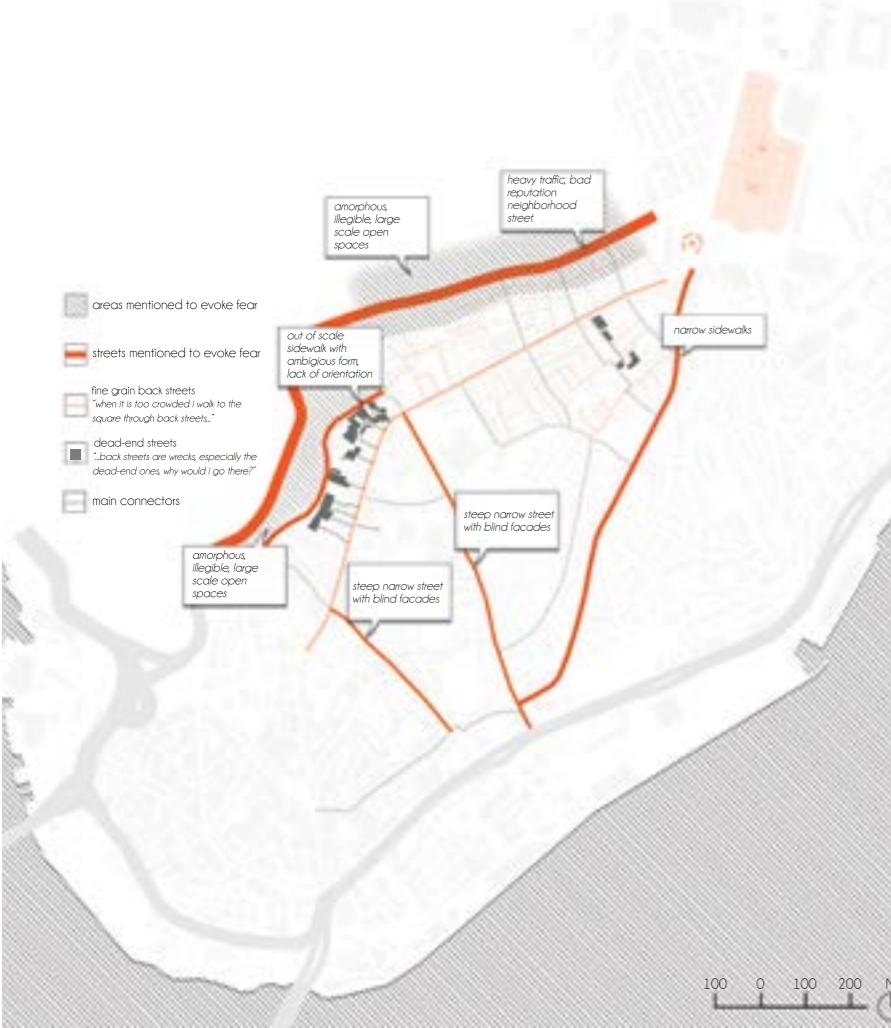 heavy traffic, bad
reputation
neighborhood
street
amorphous,
illegible, large
scale open
spaces
areas mentioned to evoke fear
streets mentioned to evoke fear
fine grain back streets
"when it is too crowded i walk to the
square through back streets..."
dead-end streets
"...back streets are wrecks, especially the
dead-end ones, why would i go there?"
main connectors
out of scale
sidewalk with
ambigious form,
lack of orientation
narrow sidewalks
steep narrow street
with blind facades
amorphous,
illegible, large
scale open
spaces
steep narrow street
with blind facades
100 0 100 200 N